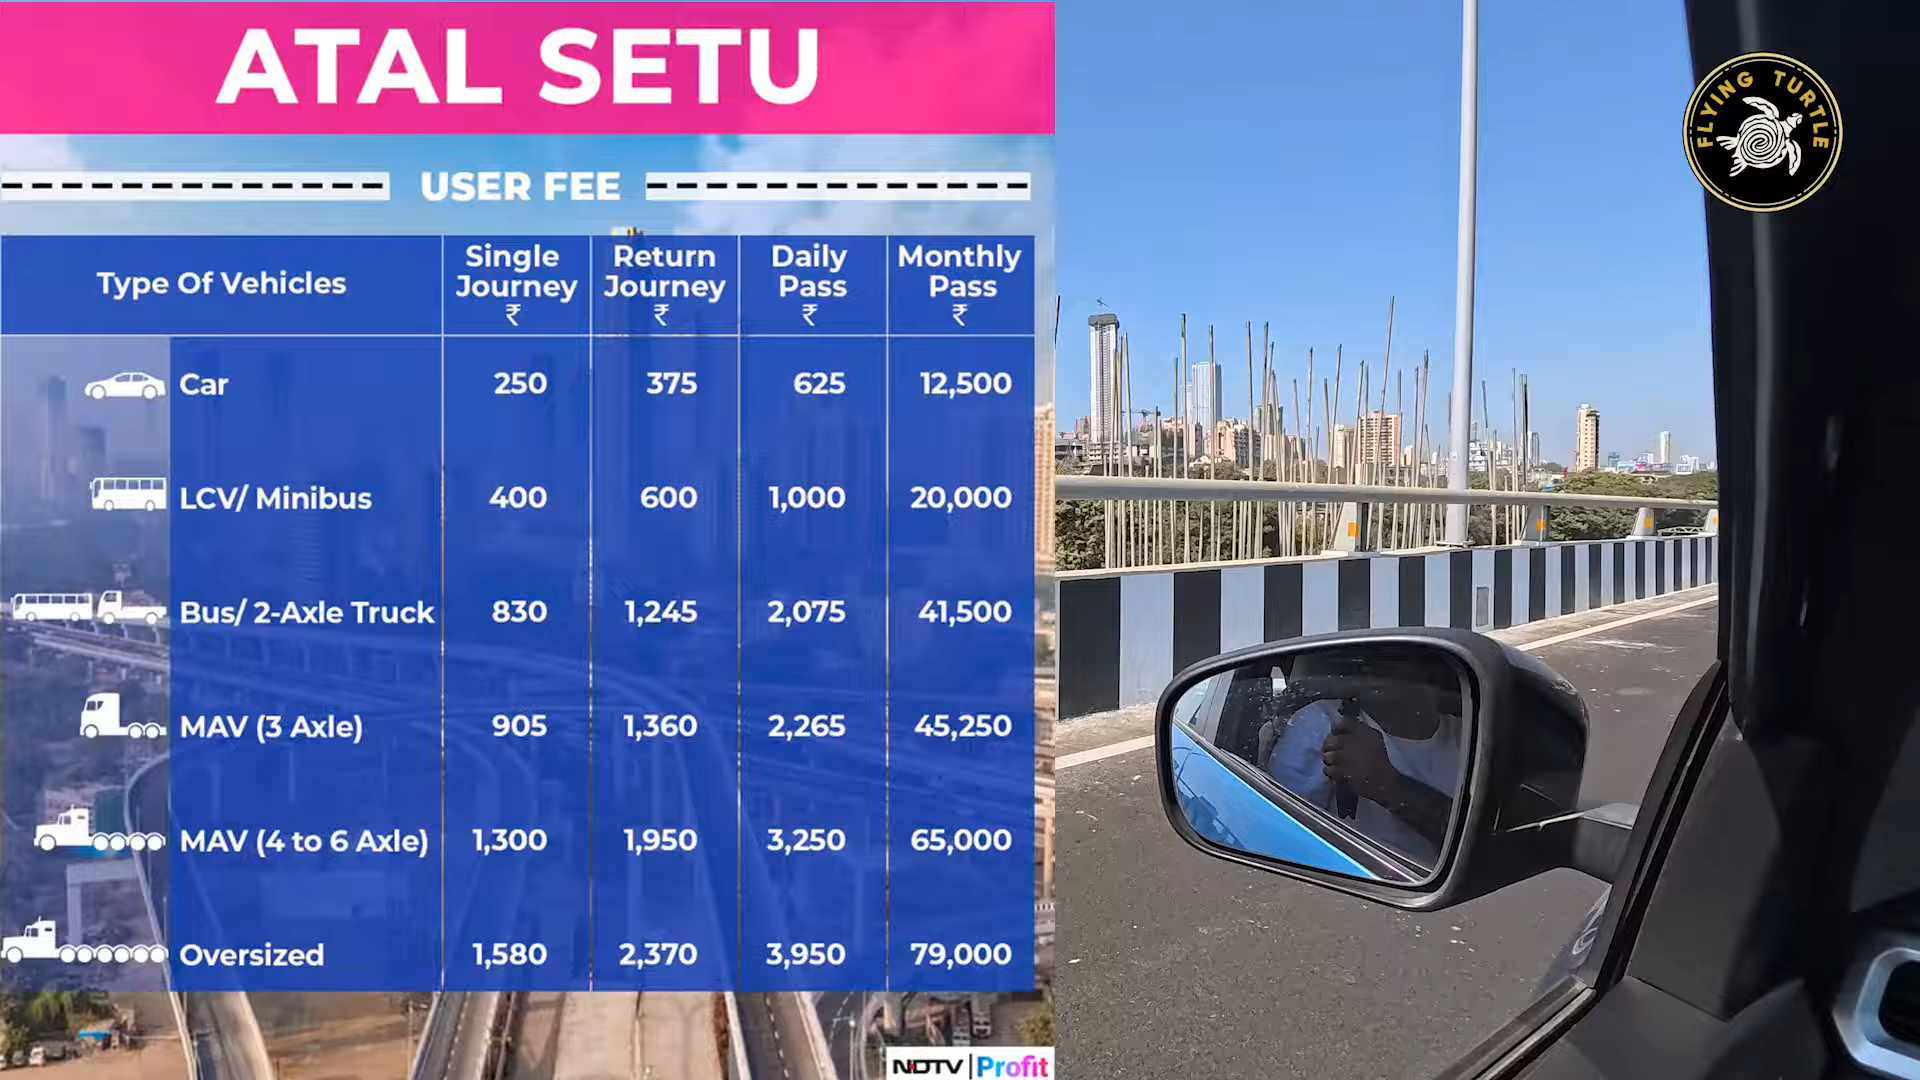 ATAL SETU
USER FEE
Type Of Vehicles Single Journey ₹ Return Journey ₹ Daily Pass ₹ Monthly Pass ₹
Car 250 375 625 12,500
LCV/ Minibus 400 600 1,000 20,000
Bus/ 2-Axle Truck 830 1,245 2,075 41,500
MAV (3 Axle) 905 1,360 2,265 45,250
MAV (4 to 6 Axle) 1,300 1,950 3,250 65,000
Oversized 1,580 2,370 3,950 79,000
NDTV Profit
FLYING TURTLE